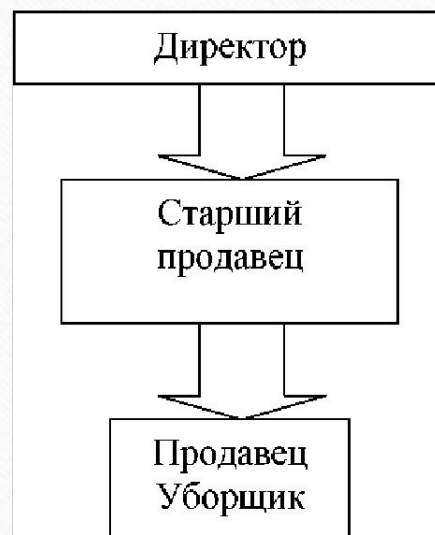 Директор
Старший
продавец
Продавец
Уборщик